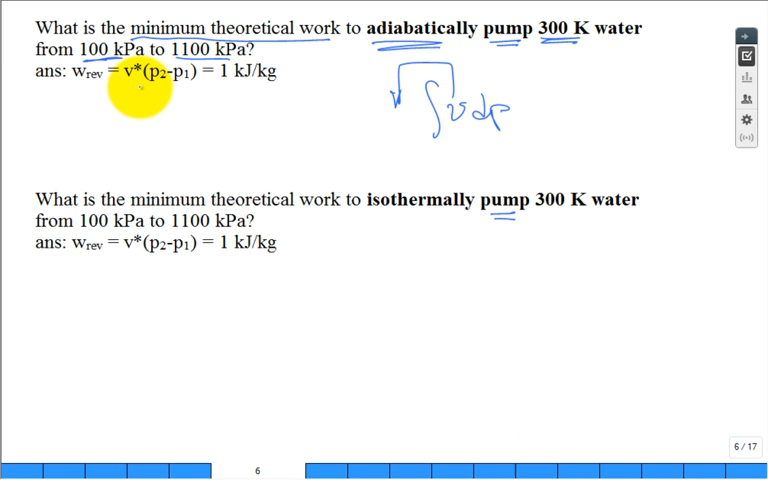 What is the minimum theoretical work to adiabatically pump 300 K water
from 100 kPa to 1100 kPa?
ans: wrev = v*(p2-p1) = 1 kJ/kg
∫ v dp
What is the minimum theoretical work to isothermally pump 300 K water
from 100 kPa to 1100 kPa?
ans: wrev = v*(p2-p1) = 1 kJ/kg
6 / 17
6